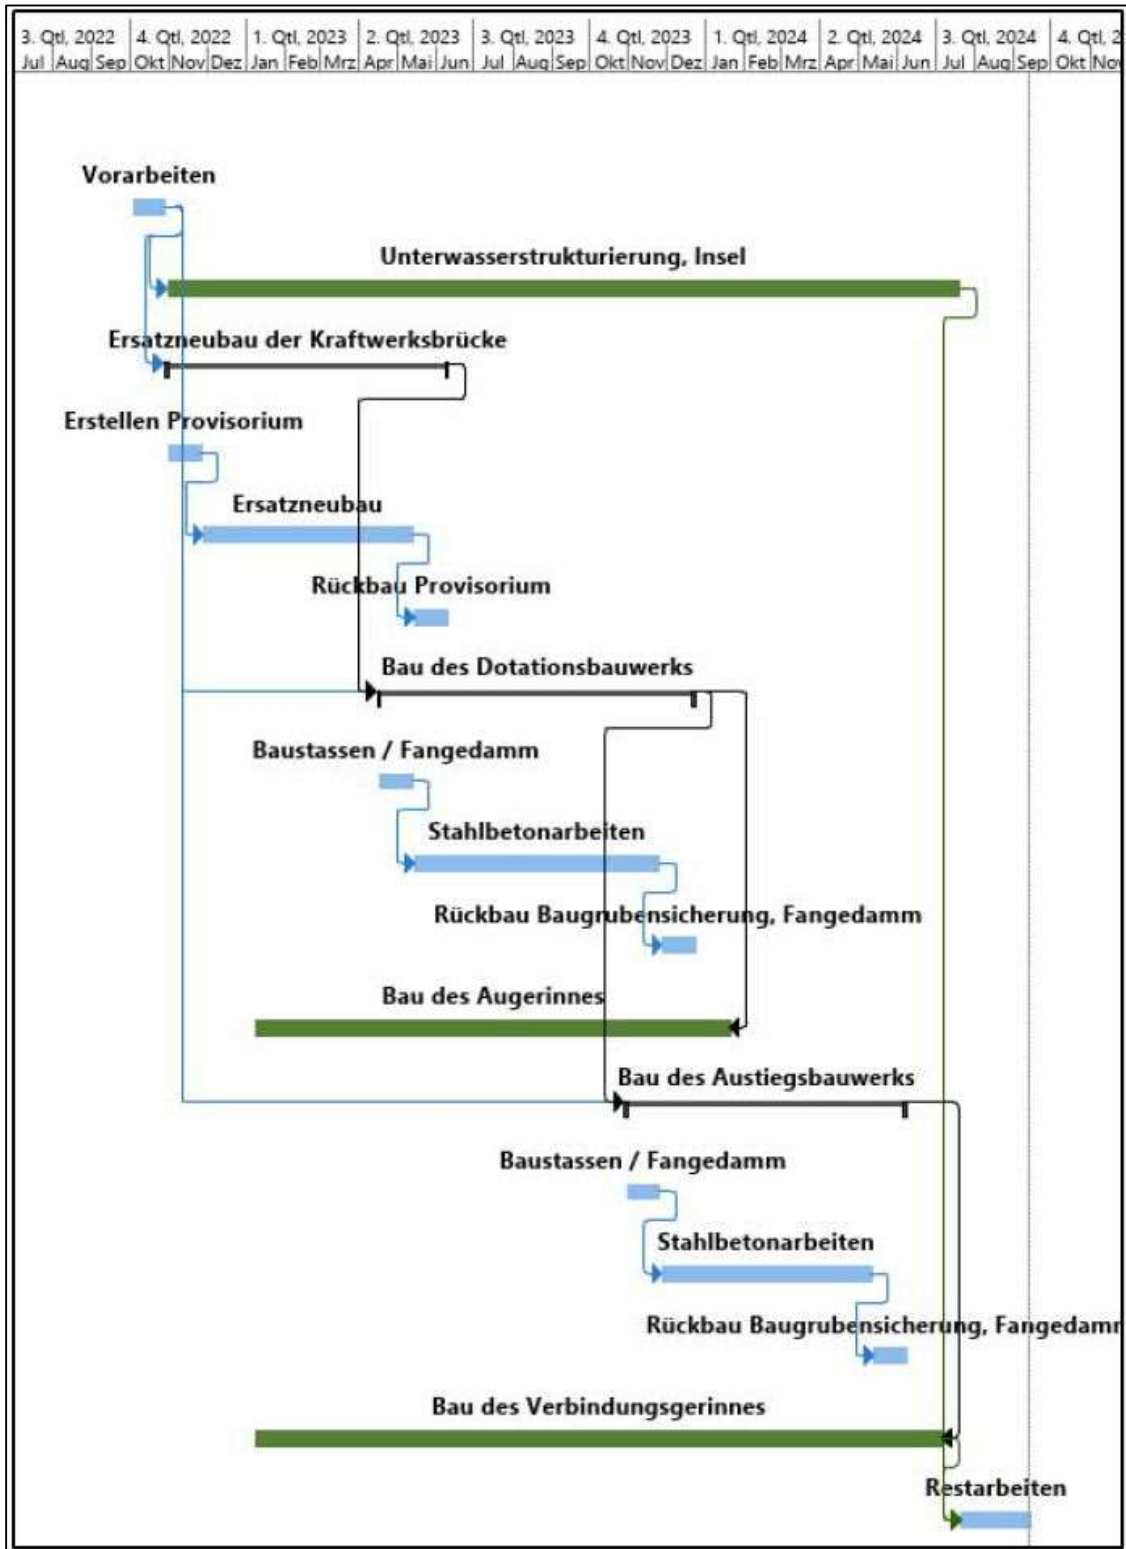 3. Qtl, 2022 4. Qtl, 2022 1. Qtl, 2023 2. Qtl, 2023 3. Qtl, 2023 4. Qtl, 2023 1. Qtl, 2024 2. Qtl, 2024 3. Qtl, 2024 4. Qtl, 2
Jul Aug Sep Okt Nov Dez Jan Feb Mrz Apr Mai Jun Jul Aug Sep Okt Nov Dez Jan Feb Mrz Apr Mai Jun Jul Aug Sep Okt Nov
Vorarbeiten
Unterwasserstrukturierung, Insel
Ersatzneubau der Kraftwerksbrücke
Erstellen Provisorium
Ersatzneubau
Rückbau Provisorium
Bau des Dotationsbauwerks
Baustassen / Fangedamm
Stahlbetonarbeiten
Rückbau Baugrubensicherung, Fangedamm
Bau des Augerinnes
Bau des Austiegsbauwerks
Baustassen / Fangedamm
Stahlbetonarbeiten
Rückbau Baugrubensicherung, Fangedamm
Bau des Verbindungsgerinnes
Restarbeiten